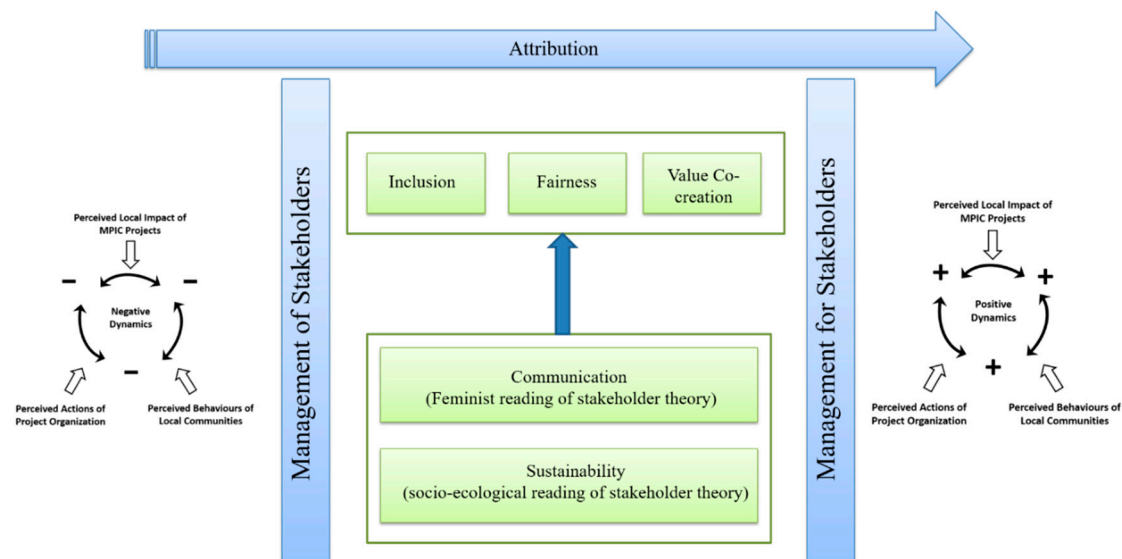 Attribution
Management of Stakeholders
Inclusion
Fairness
Value Co-
creation
Management for Stakeholders
Perceived Local Impact of
MPIC Projects
–
–
Negative
Dynamics
–
Perceived Actions of
Project Organization
Perceived Behaviours of
Local Communities
Communication
(Feminist reading of stakeholder theory)
Sustainability
(socio-ecological reading of stakeholder theory)
Perceived Local Impact of
MPIC Projects
+
+
Positive
Dynamics
+
Perceived Actions of
Project Organization
Perceived Behaviours of
Local Communities